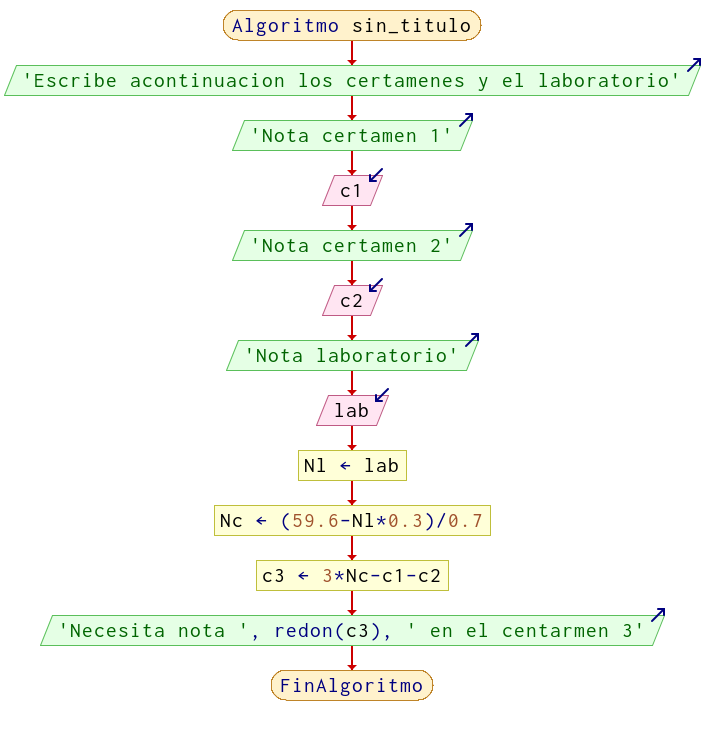 Algoritmo sin_titulo
'Escribe acontinuacion los certamenes y el laboratorio'
'Nota certamen 1'
c1
'Nota certamen 2'
c2
'Nota laboratorio'
lab
Nl ← lab
Nc ← (59.6-Nl*0.3)/0.7
c3 ← 3*Nc-c1-c2
'Necesita nota ', redon(c3), ' en el centarmen 3'
FinAlgoritmo